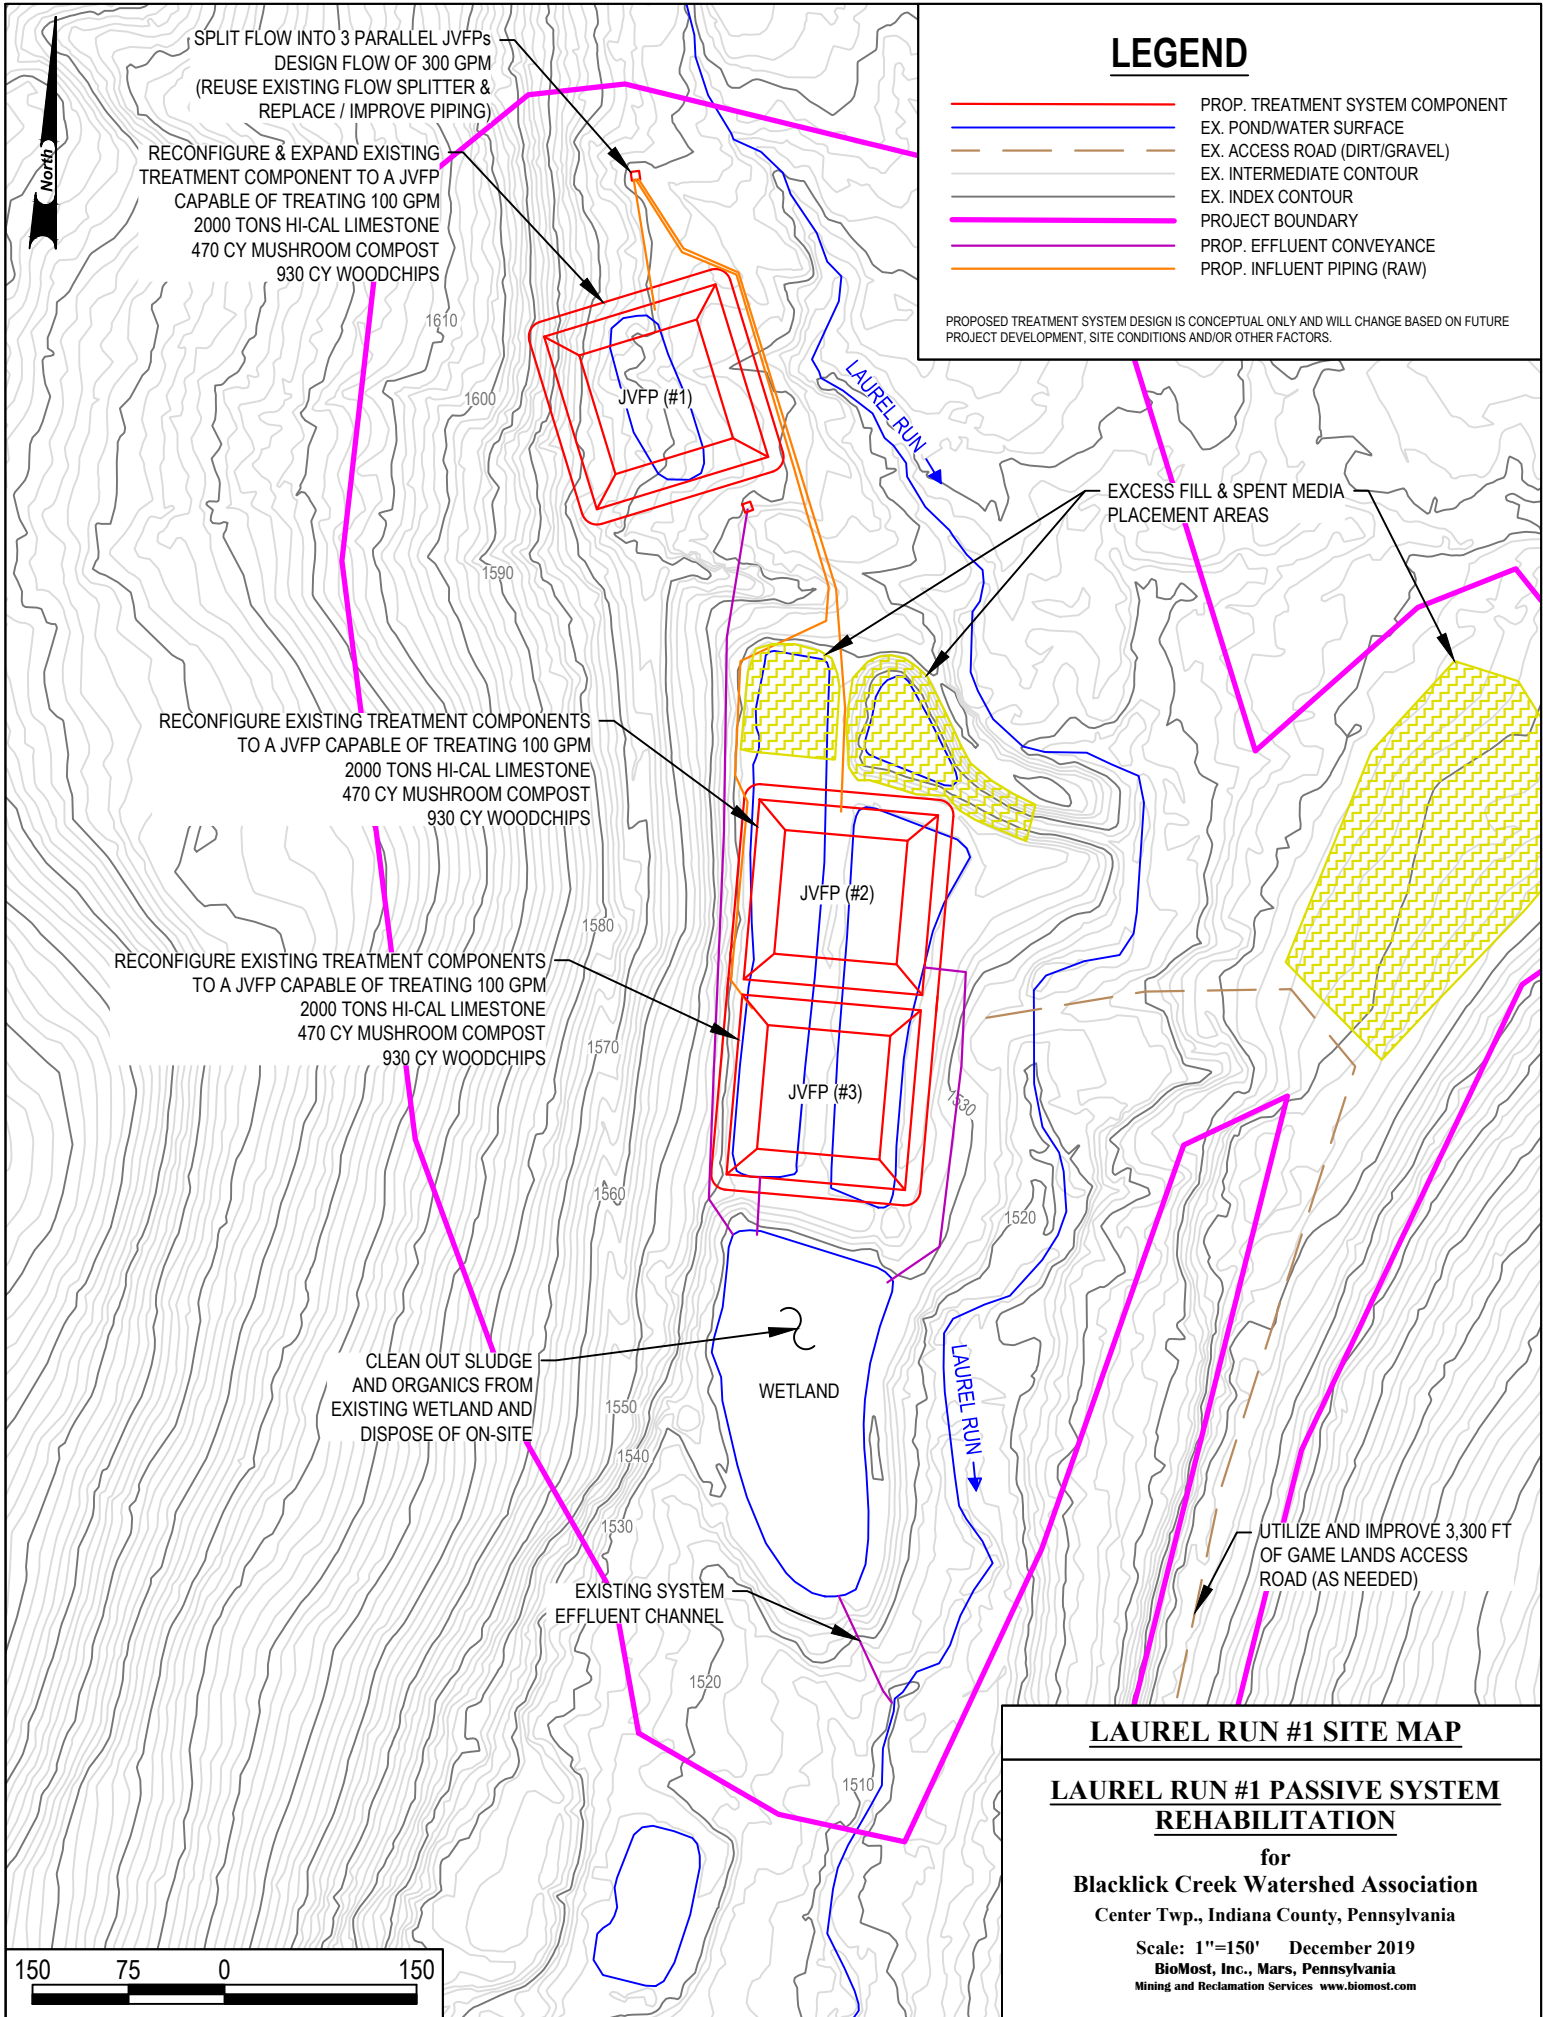 SPLIT FLOW INTO 3 PARALLEL JVFPs
DESIGN FLOW OF 300 GPM
(REUSE EXISTING FLOW SPLITTER &
REPLACE / IMPROVE PIPING)
North
RECONFIGURE & EXPAND EXISTING
TREATMENT COMPONENT TO A JVFP
CAPABLE OF TREATING 100 GPM
2000 TONS HI-CAL LIMESTONE
470 CY MUSHROOM COMPOST
930 CY WOODCHIPS
LEGEND
PROP. TREATMENT SYSTEM COMPONENT
EX. POND/WATER SURFACE
EX. ACCESS ROAD (DIRT/GRAVEL)
EX. INTERMEDIATE CONTOUR
EX. INDEX CONTOUR
PROJECT BOUNDARY
PROP. EFFLUENT CONVEYANCE
PROP. INFLUENT PIPING (RAW)
PROPOSED TREATMENT SYSTEM DESIGN IS CONCEPTUAL ONLY AND WILL CHANGE BASED ON FUTURE
PROJECT DEVELOPMENT, SITE CONDITIONS AND/OR OTHER FACTORS.
1610
1600
JVFP (#1)
LAUREL RUN
EXCESS FILL & SPENT MEDIA
PLACEMENT AREAS
1590
RECONFIGURE EXISTING TREATMENT COMPONENTS
TO A JVFP CAPABLE OF TREATING 100 GPM
2000 TONS HI-CAL LIMESTONE
470 CY MUSHROOM COMPOST
930 CY WOODCHIPS
JVFP (#2)
1580
RECONFIGURE EXISTING TREATMENT COMPONENTS
TO A JVFP CAPABLE OF TREATING 100 GPM
2000 TONS HI-CAL LIMESTONE
470 CY MUSHROOM COMPOST
930 CY WOODCHIPS
1570
JVFP (#3)
1530
1560
1520
CLEAN OUT SLUDGE
AND ORGANICS FROM
EXISTING WETLAND AND
DISPOSE OF ON-SITE
WETLAND
LAUREL RUN
1550
1540
1530
UTILIZE AND IMPROVE 3,300 FT
OF GAME LANDS ACCESS
ROAD (AS NEEDED)
EXISTING SYSTEM
EFFLUENT CHANNEL
1520
1510
LAUREL RUN #1 SITE MAP
LAUREL RUN #1 PASSIVE SYSTEM
REHABILITATION
for
Blacklick Creek Watershed Association
Center Twp., Indiana County, Pennsylvania
Scale: 1"=150' December 2019
BioMost, Inc., Mars, Pennsylvania
Mining and Reclamation Services www.biomost.com
150 75 0 150